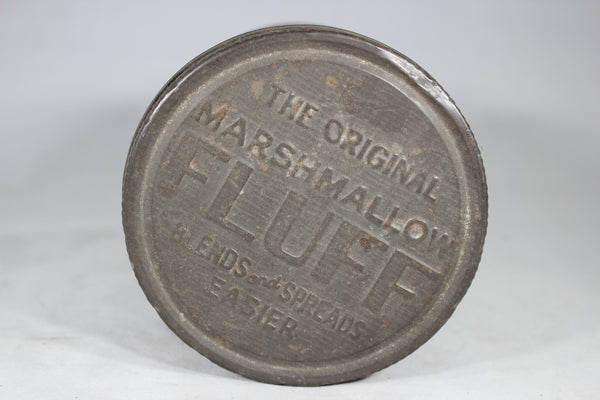 THE ORIGINAL
MARSHMALLOW
FLUFF
BLENDS and SPREADS
EASIER